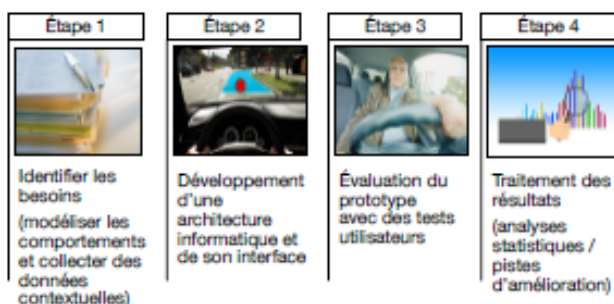 Étape 1
Identifier les
besoins
(modéliser les
comportements
et collecter des
données
contextuelles)
Étape 2
Développement
d'une
architecture
informatique et
de son interface
Étape 3
Évaluation du
prototype
avec des tests
utilisateurs
Étape 4
Traitement des
résultats
(analyses
statistiques /
pistes
d'amélioration)